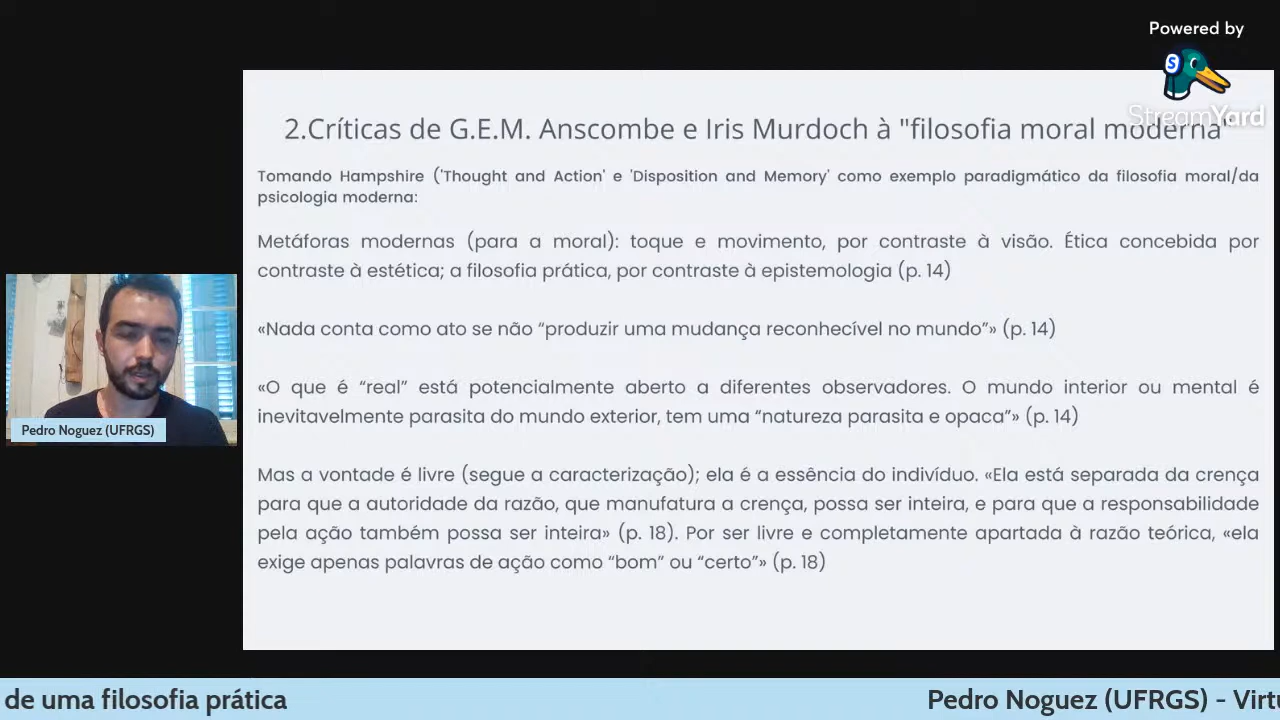 Powered by
StreamYard
2.Críticas de G.E.M. Anscombe e Iris Murdoch à "filosofia moral moderna"
Tomando Hampshire ('Thought and Action' e 'Disposition and Memory' como exemplo paradigmático da filosofia moral/da
psicologia moderna:
Metáforas modernas (para a moral): toque e movimento, por contraste à visão. Ética concebida por
contraste à estética; a filosofia prática, por contraste à epistemologia (p. 14)
«Nada conta como ato se não “produzir uma mudança reconhecível no mundo”» (p. 14)
«O que é “real” está potencialmente aberto a diferentes observadores. O mundo interior ou mental é
inevitavelmente parasita do mundo exterior, tem uma “natureza parasita e opaca”» (p. 14)
Mas a vontade é livre (segue a caracterização); ela é a essência do indivíduo. «Ela está separada da crença
para que a autoridade da razão, que manufatura a crença, possa ser inteira, e para que a responsabilidade
pela ação também possa ser inteira» (p. 18). Por ser livre e completamente apartada à razão teórica, «ela
exige apenas palavras de ação como “bom” ou “certo”» (p. 18)
Pedro Noguez (UFRGS)
de uma filosofia prática
Pedro Noguez (UFRGS) - Virtu